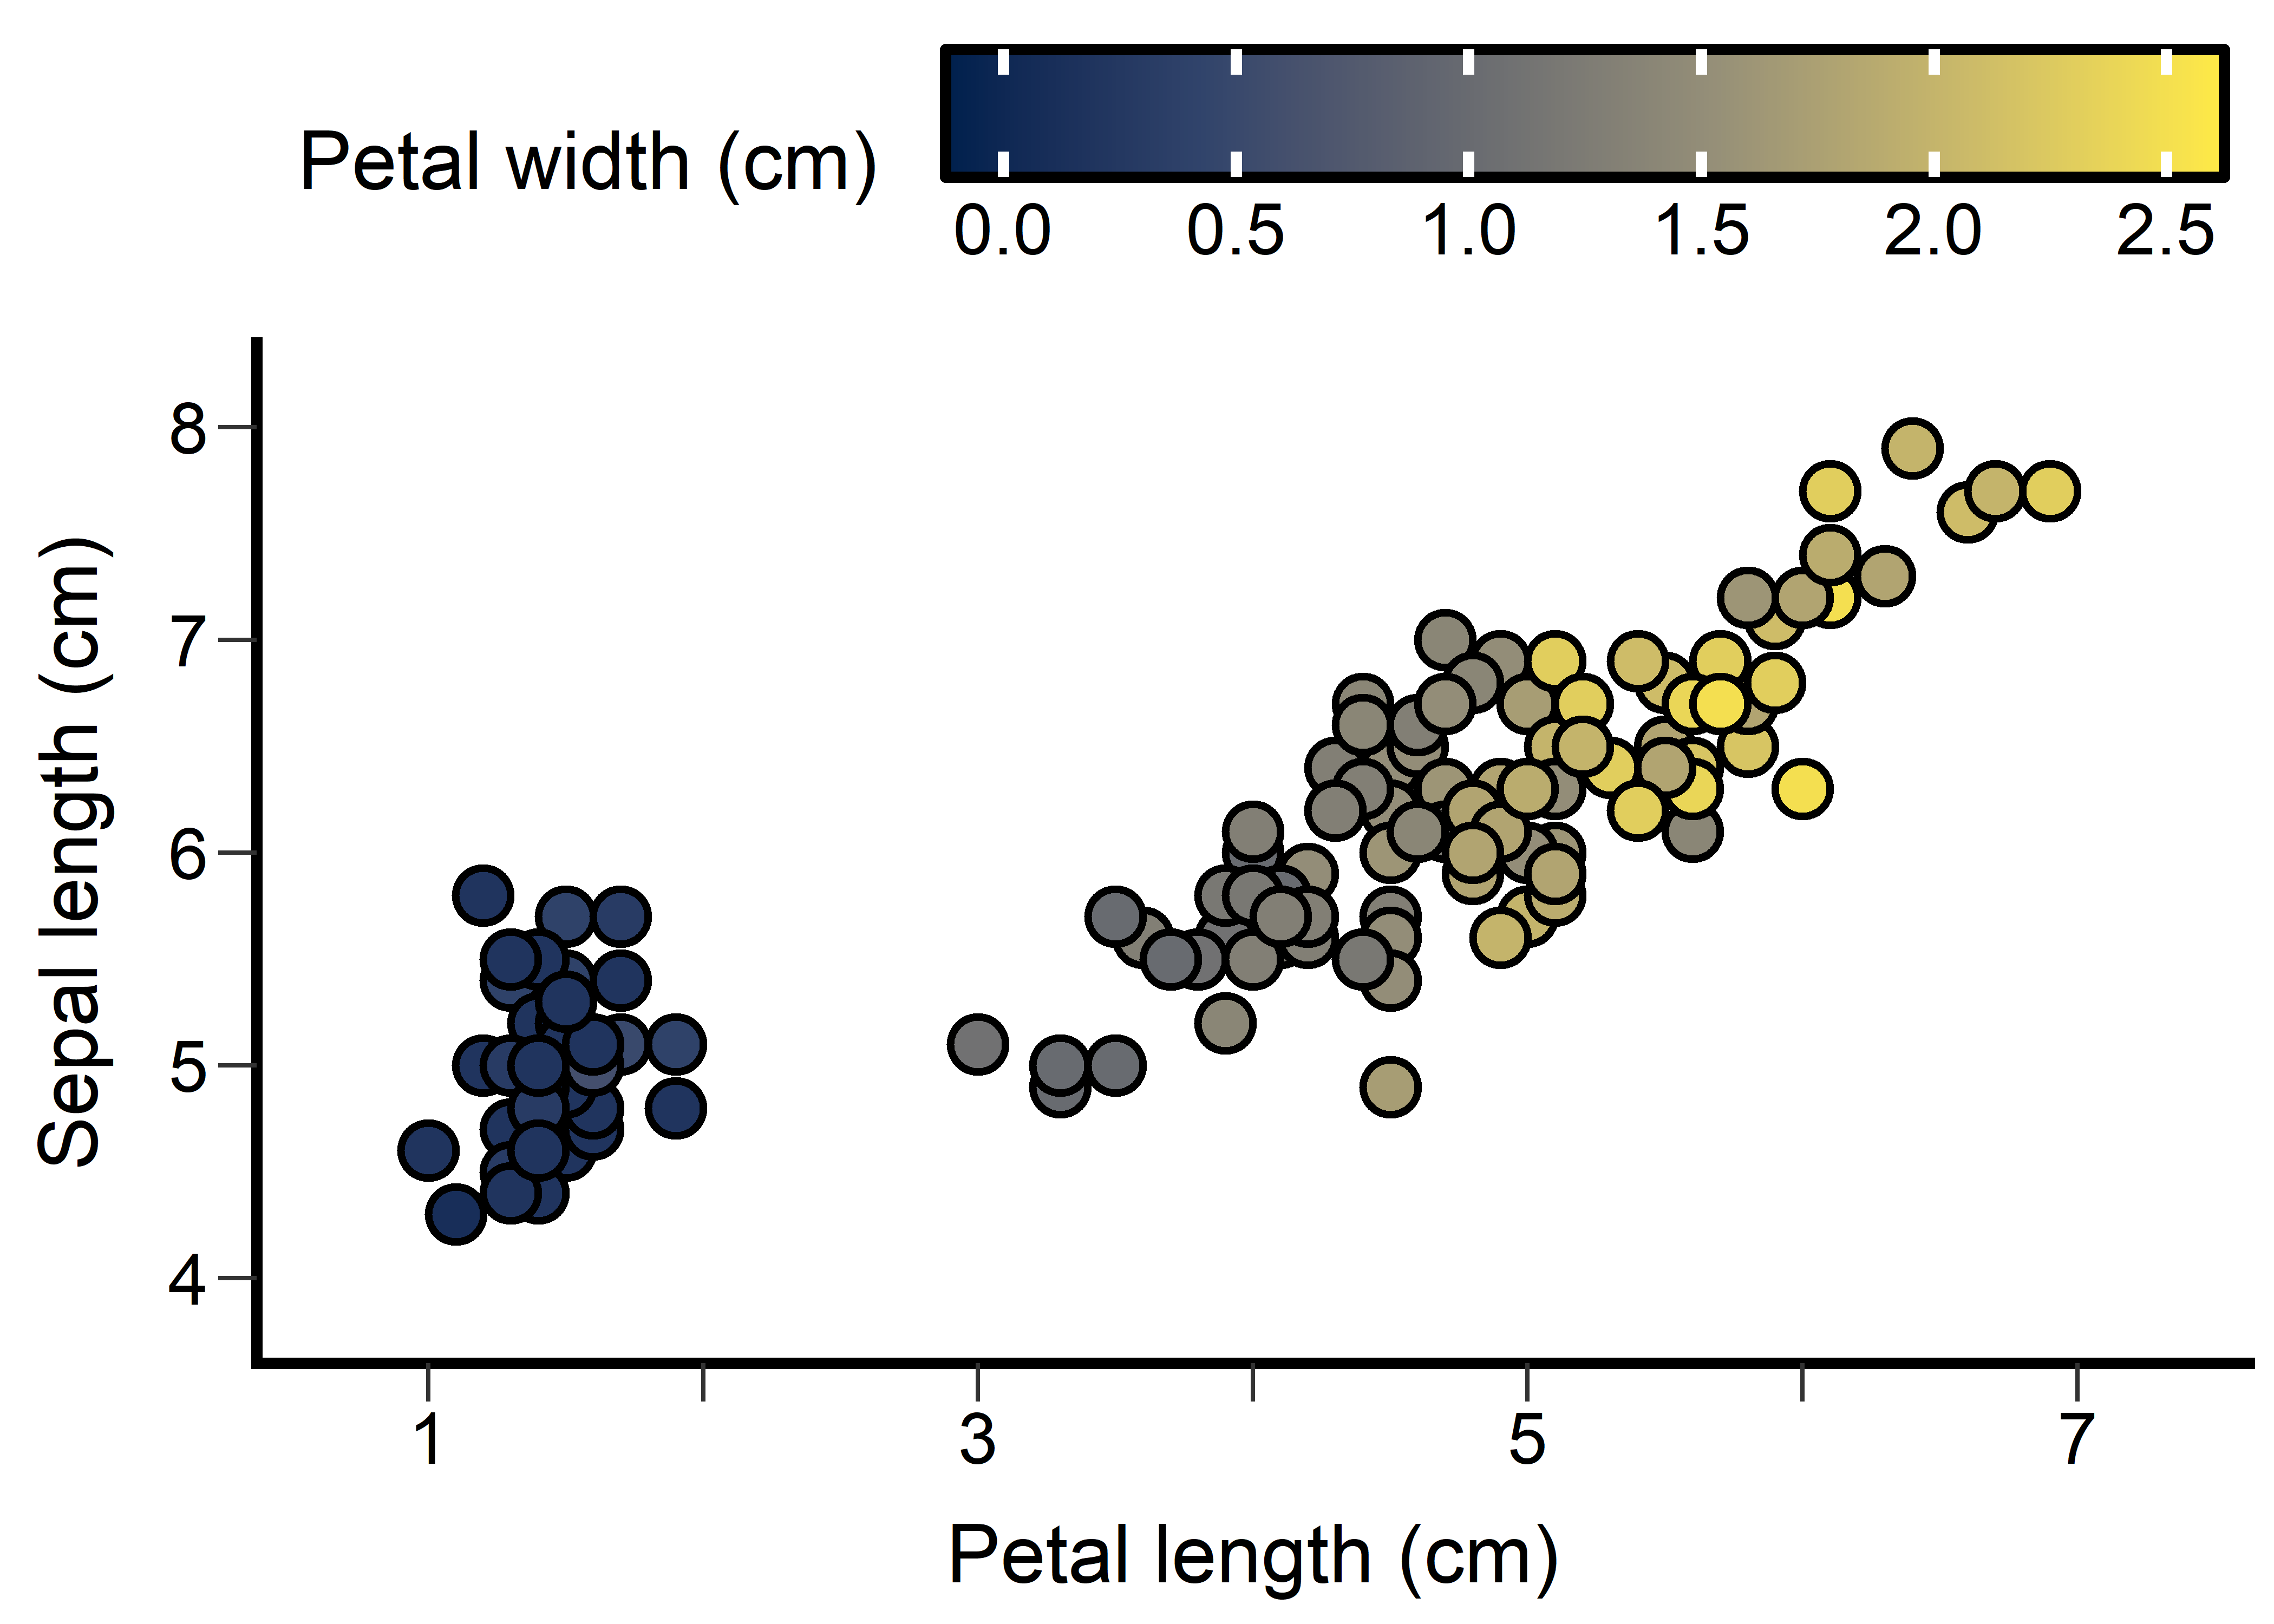 Petal width (cm)
0.0 0.5 1.0 1.5 2.0 2.5
Sepal length (cm)
8
7
6
5
4
1 3 5 7
Petal length (cm)